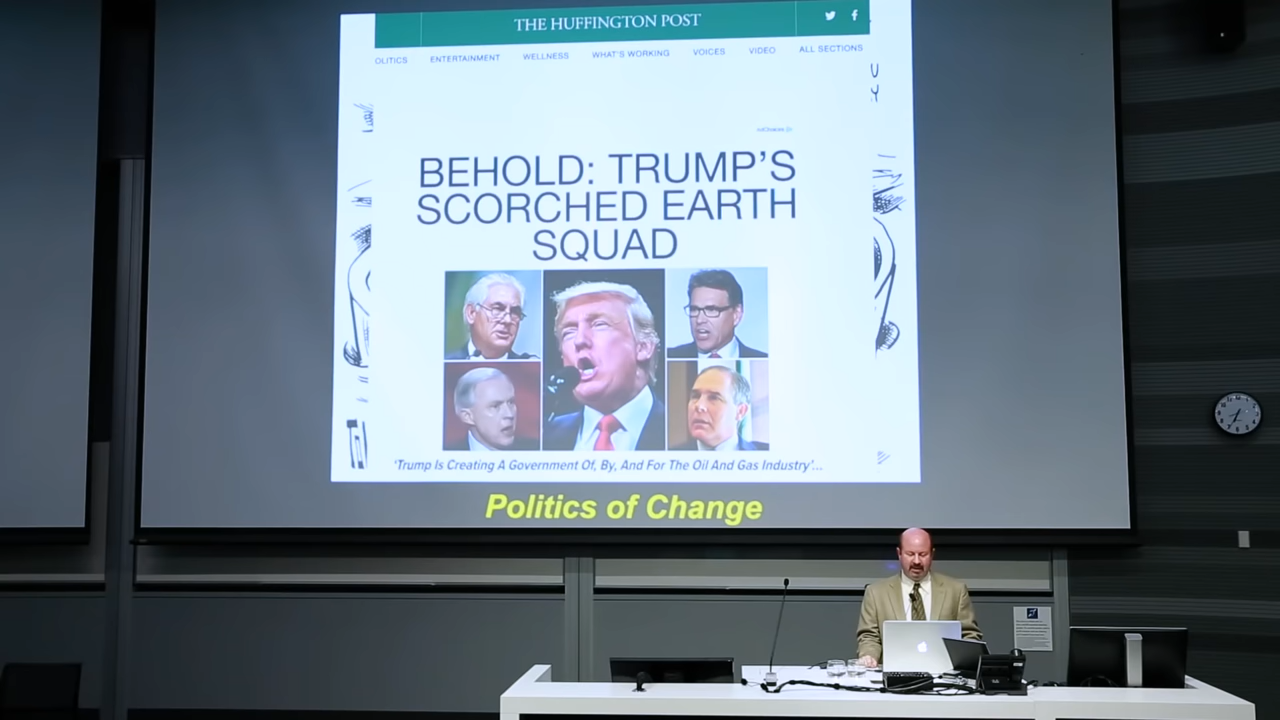 THE HUFFINGTON POST
OLITICS ENTERTAINMENT WELLNESS WHAT'S WORKING VOICES VIDEO ALL SECTIONS
BEHOLD: TRUMP'S
SCORCHED EARTH
SQUAD
'Trump Is Creating A Government Of, By, And For The Oil And Gas Industry'...
Politics of Change